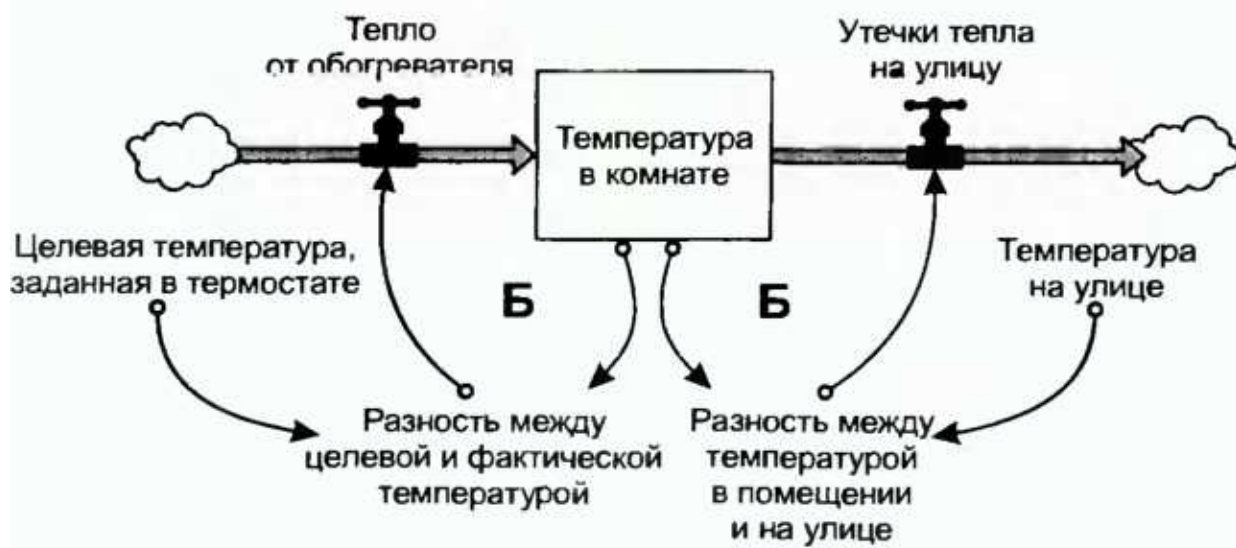 Тепло
от обогревателя
Утечки тепла
на улицу
Температура
в комнате
Целевая температура,
заданная в термостате
Температура
на улице
Б
Б
Разность между
целевой и фактической
температурой
Разность между
температурой
в помещении
и на улице